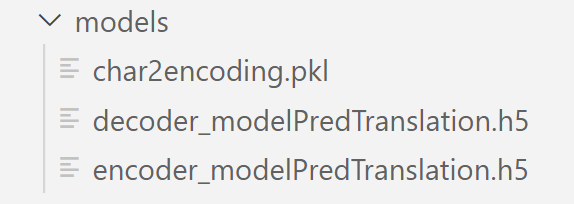 models
char2encoding.pkl
decoder_modelPredTranslation.h5
encoder_modelPredTranslation.h5